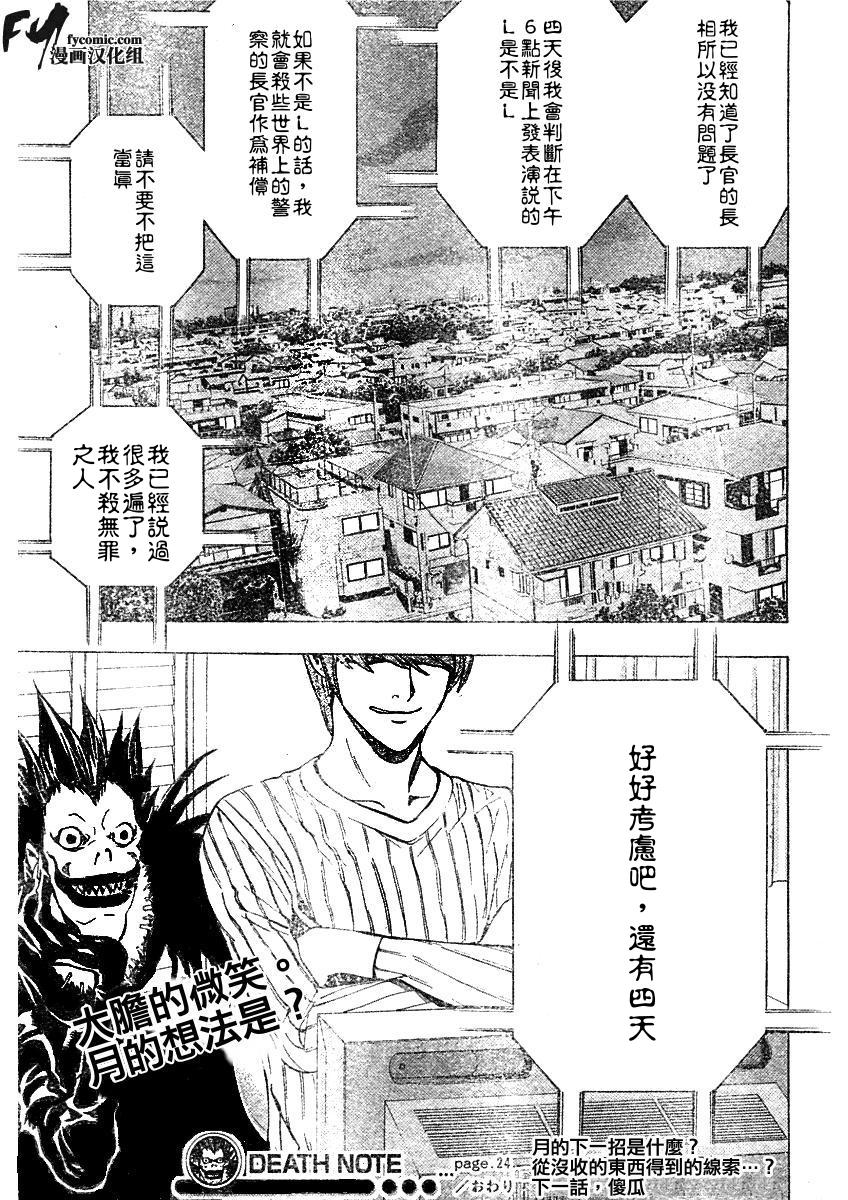 fycomic.com
FY
漫画汉化组
我已經知道了長官的長
相所以没有問題了
四天後我會判斷在下午
6點新聞上發表演説的
L是不是L
如果不是L的話，我
就會殺些世界上的警
察的長官作爲補償
請不要不把這
當眞
我已經説過
很多遍了，
我不殺無罪
之人
好好考慮吧，還有四天
大膽的微笑。
月的想法是？
DEATH NOTE
page.24
／おわり
月的下一招是什麼？
從沒收的東西得到的線索…？
下一話，傻瓜